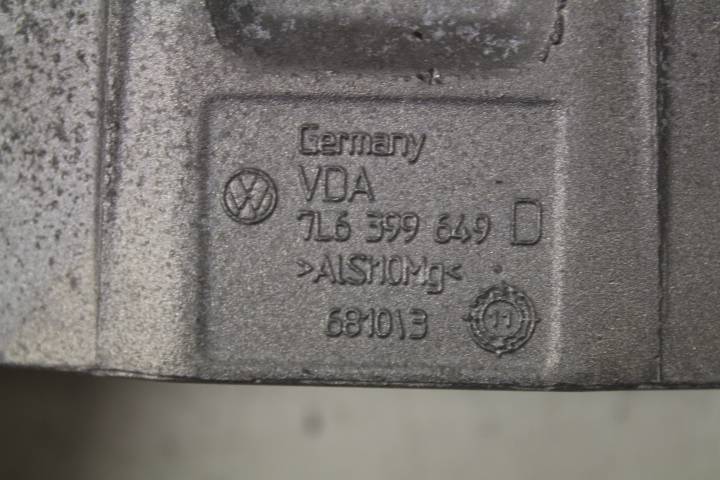 Germany
VDA
7L6 399 649 D
>AlSi10Mg<
681013
11